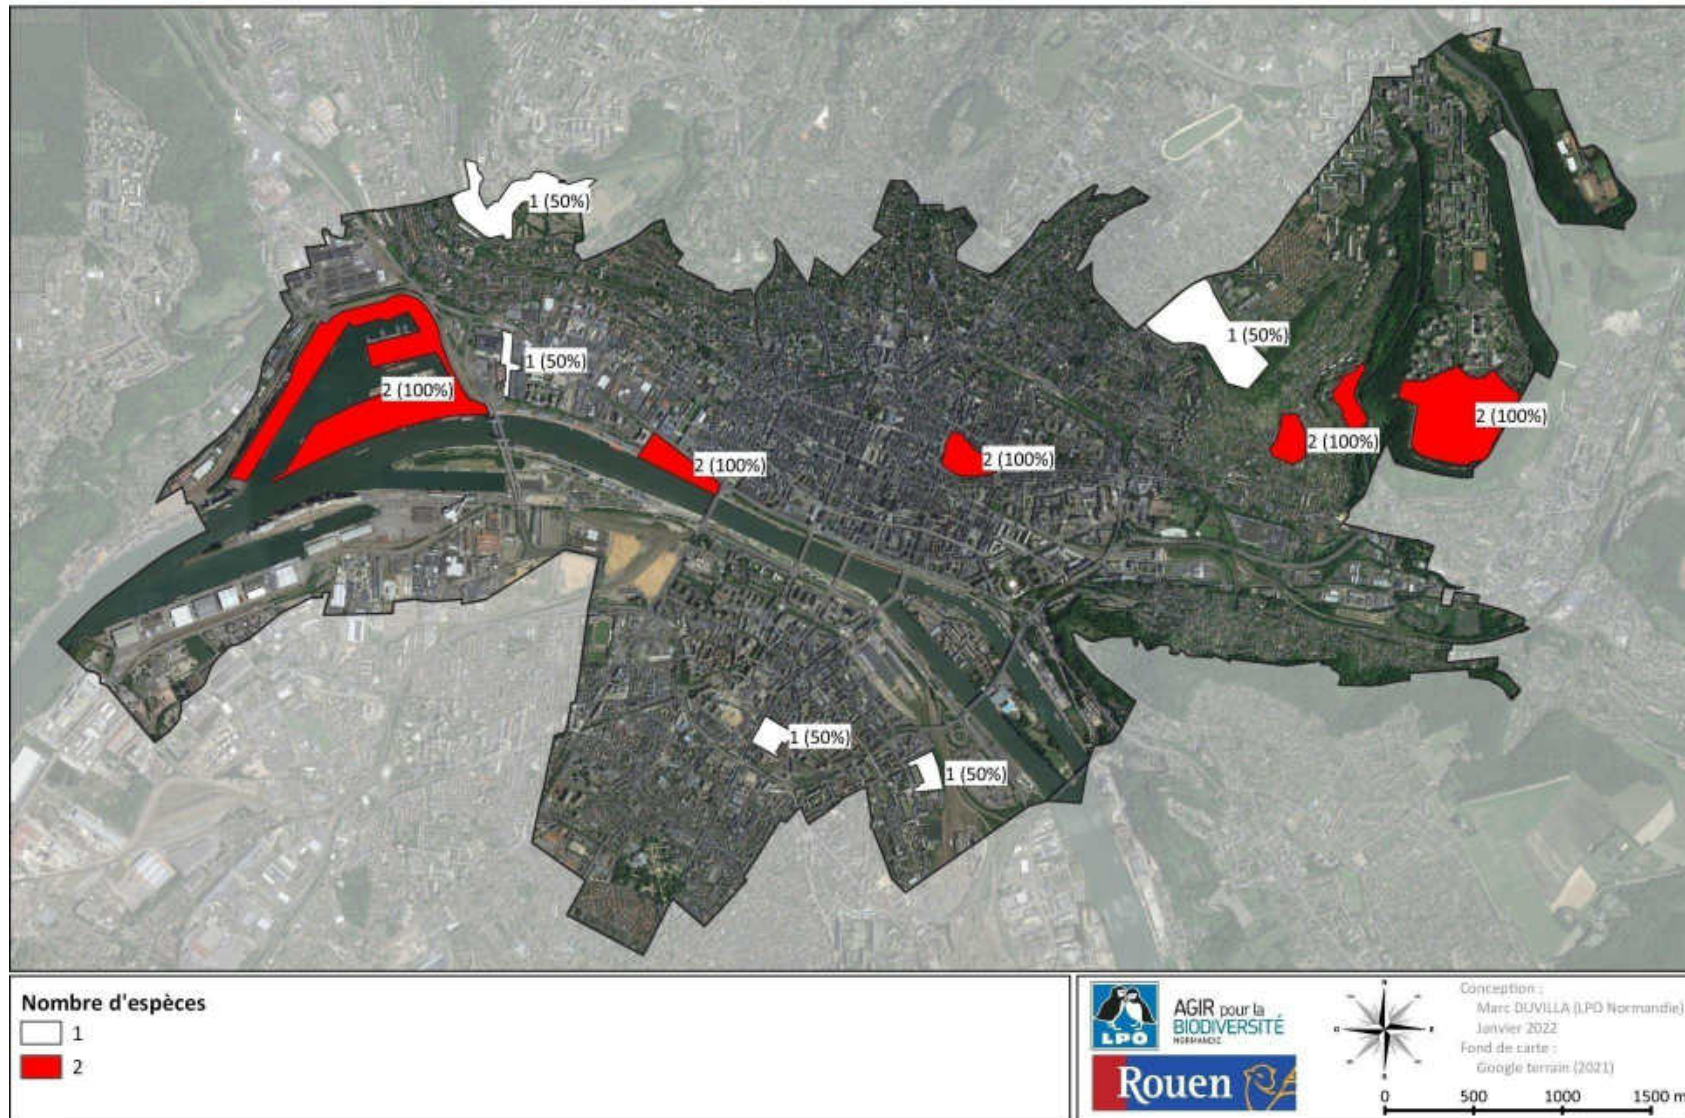 1 (50%)
1 (50%)
1 (50%)
2 (100%)
2 (100%)
2 (100%)
2 (100%)
2 (100%)
1 (50%)
1 (50%)
Nombre d'espèces
1
2
LPO
AGIR pour la
BIODIVERSITÉ
NORMANDIE
Rouen
N
E
S
O
Conception :
Marc DUVILLA (LPO Normandie)
Janvier 2022
Fond de carte :
Google terrain (2021)
0 500 1000 1500 m